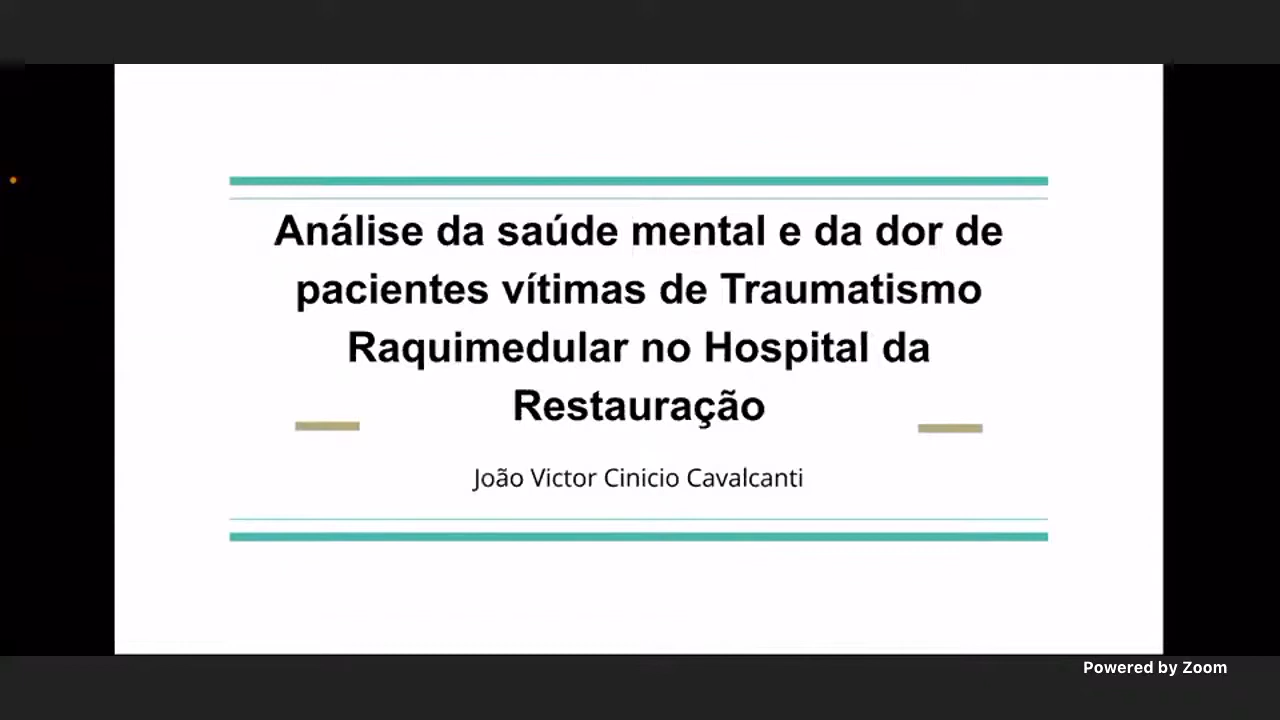 Análise da saúde mental e da dor de
pacientes vítimas de Traumatismo
Raquimedular no Hospital da
Restauração
João Victor Cinicio Cavalcanti
Powered by Zoom